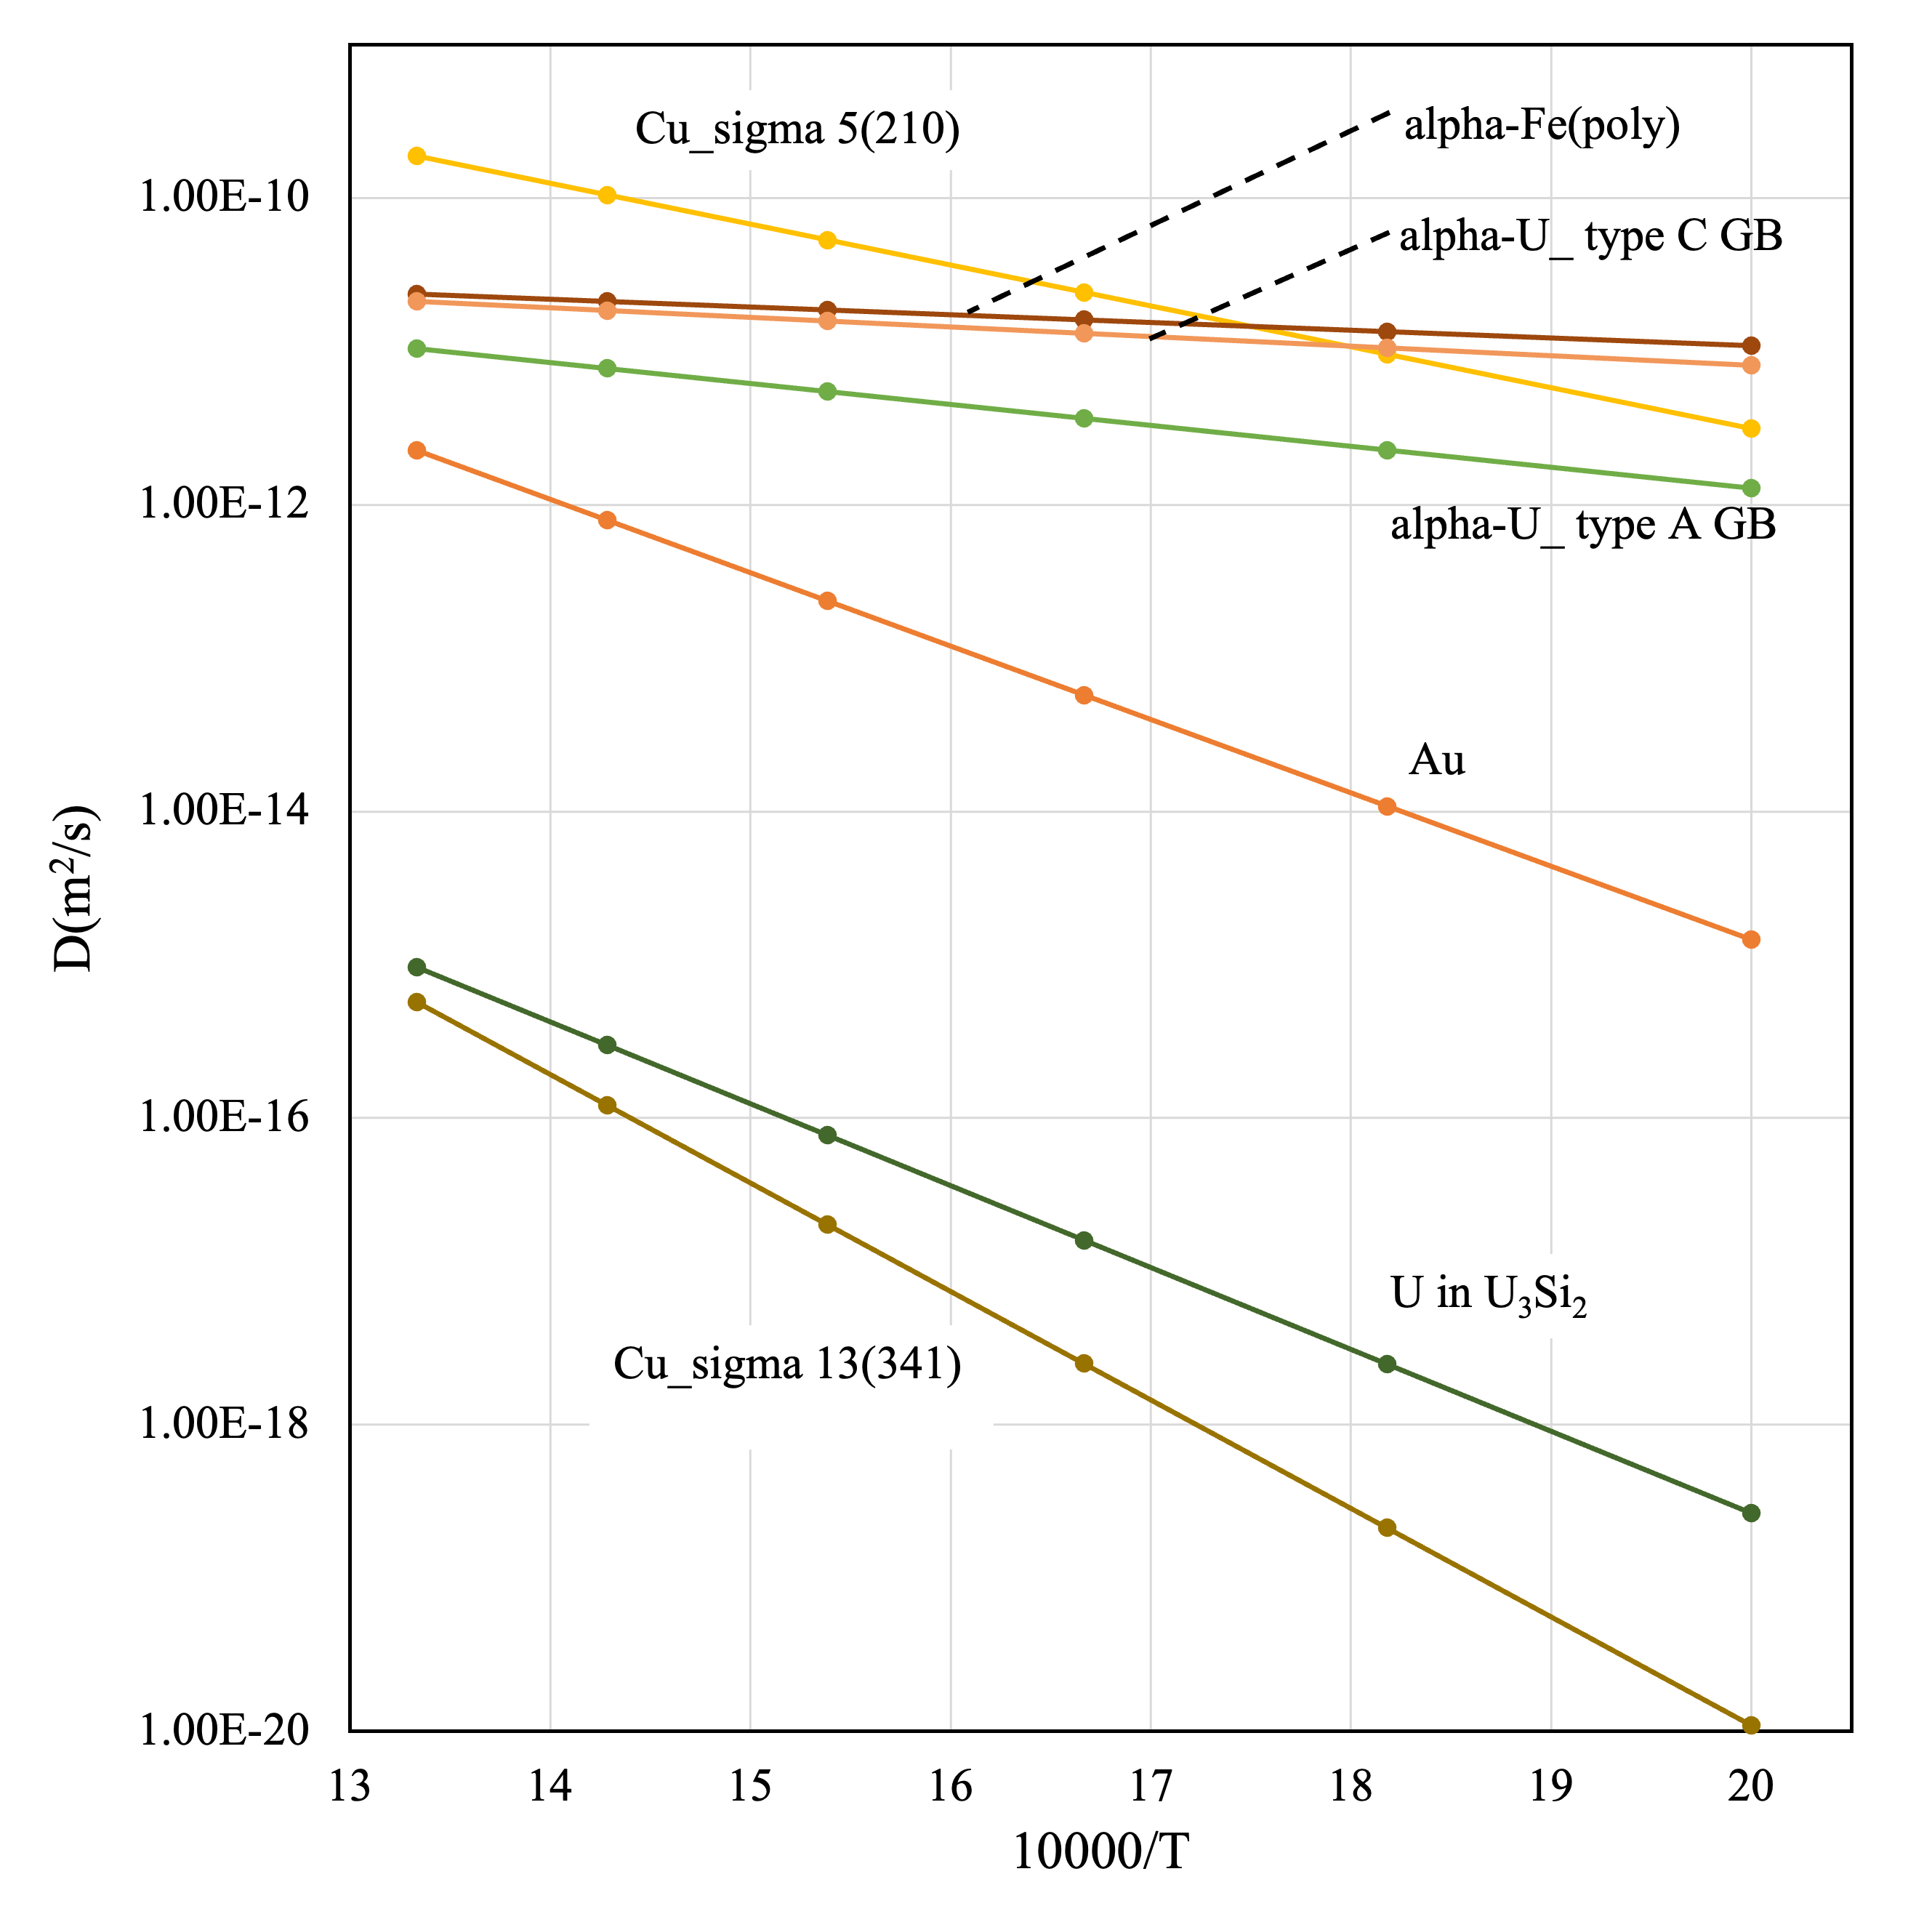 Cu_sigma 5(210)
alpha-Fe(poly)
alpha-U_ type C GB
alpha-U_ type A GB
Au
U in U₃Si₂
Cu_sigma 13(341)
D(m²/s)
1.00E-10
1.00E-12
1.00E-14
1.00E-16
1.00E-18
1.00E-20
13 14 15 16 17 18 19 20
10000/T